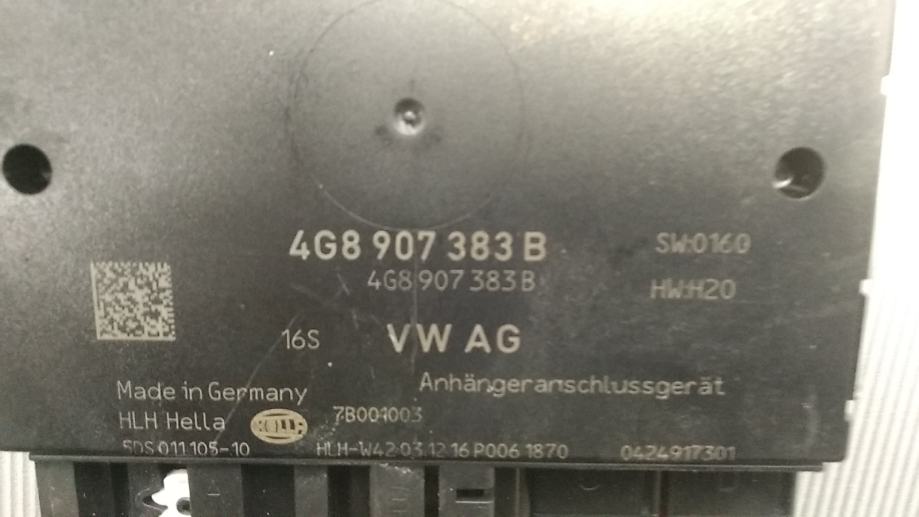 4G8 907 383 B
SW:0160
4G8 907 383 B
HW:H20
16S
VW AG
Made in Germany
Anhängeranschlussgerät
HLH Hella
HELLA
7B001003
5DS 011 105-10
HLH-W42 03.12.16 P006 1870
0424917301